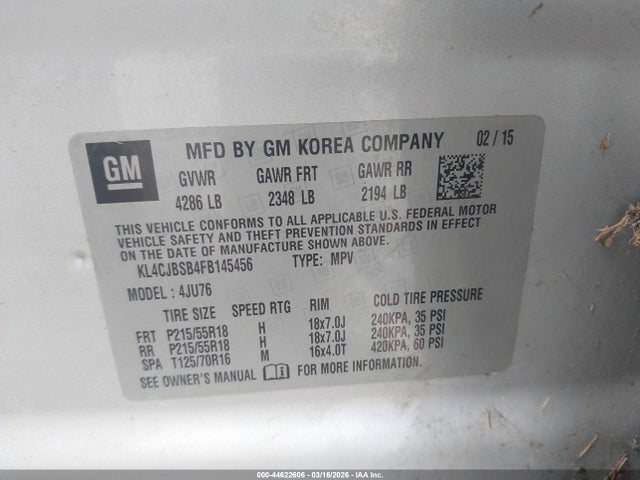 GM
MFD BY GM KOREA COMPANY 02 / 15
GVWR GAWR FRT GAWR RR
4286 LB 2348 LB 2194 LB
THIS VEHICLE CONFORMS TO ALL APPLICABLE U.S. FEDERAL MOTOR
VEHICLE SAFETY AND THEFT PREVENTION STANDARDS IN EFFECT
ON THE DATE OF MANUFACTURE SHOWN ABOVE.
KL4CJBSB4FB145456 TYPE: MPV
MODEL : 4JU76
TIRE SIZE SPEED RTG RIM COLD TIRE PRESSURE
FRT P215/55R18 H 18x7.0J 240KPA, 35 PSI
RR P215/55R18 H 18x7.0J 240KPA, 35 PSI
SPA T125/70R16 M 16x4.0T 420KPA, 60 PSI
SEE OWNER'S MANUAL FOR MORE INFORMATION.
000-44622606 - 03/16/2026 - IAA Inc.